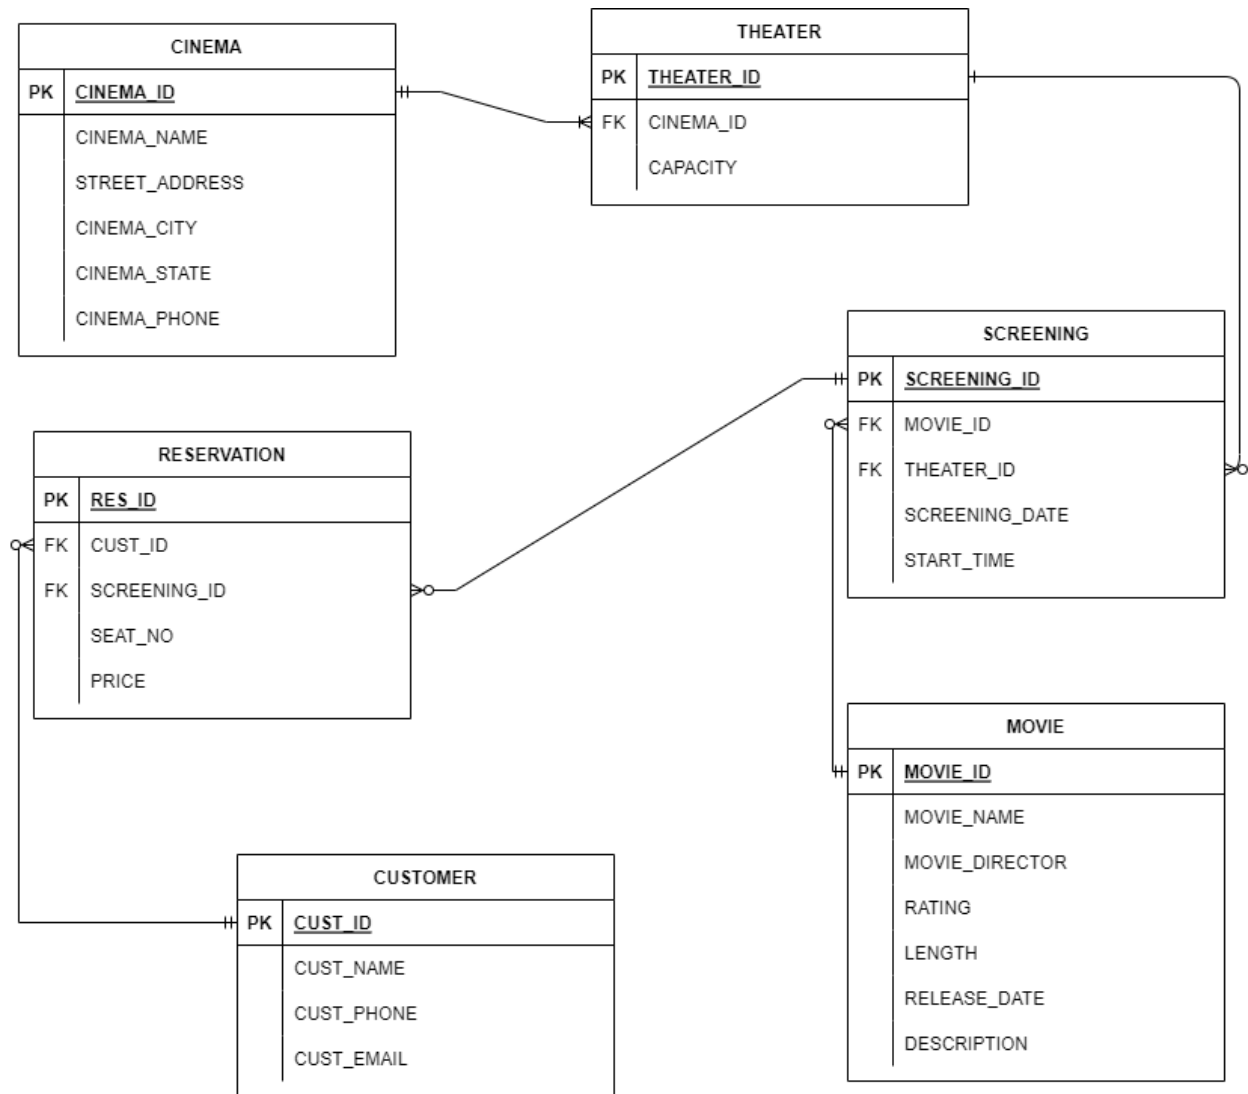 CINEMA
PK CINEMA_ID
CINEMA_NAME
STREET_ADDRESS
CINEMA_CITY
CINEMA_STATE
CINEMA_PHONE
THEATER
PK THEATER_ID
FK CINEMA_ID
CAPACITY
SCREENING
PK SCREENING_ID
FK MOVIE_ID
FK THEATER_ID
SCREENING_DATE
START_TIME
RESERVATION
PK RES_ID
FK CUST_ID
FK SCREENING_ID
SEAT_NO
PRICE
MOVIE
PK MOVIE_ID
MOVIE_NAME
MOVIE_DIRECTOR
RATING
LENGTH
RELEASE_DATE
DESCRIPTION
CUSTOMER
PK CUST_ID
CUST_NAME
CUST_PHONE
CUST_EMAIL